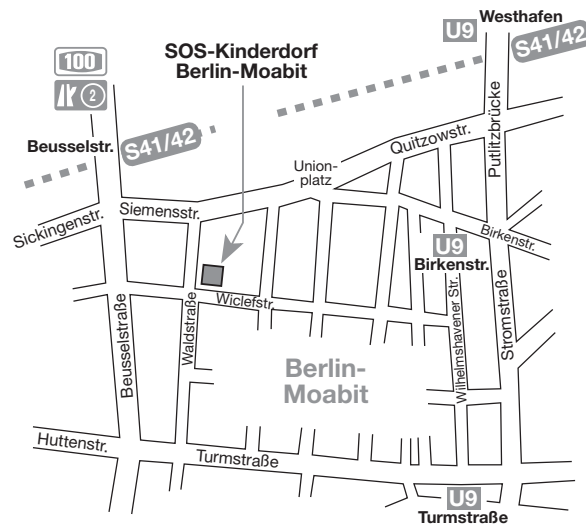 Westhafen
U9
S41/42
SOS-Kinderdorf
Berlin-Moabit
100
2
Beusselstr.
S41/42
Putlitzbrücke
Quitzowstr.
Union-
platz
Siemensstr.
Sickingenstr.
Birkenstr.
U9
Birkenstr.
Wiclefstr.
Beusselstraße
Waldstraße
Wilhelmshavener Str.
Stromstraße
Berlin-
Moabit
Huttenstr.
Turmstraße
U9
Turmstraße